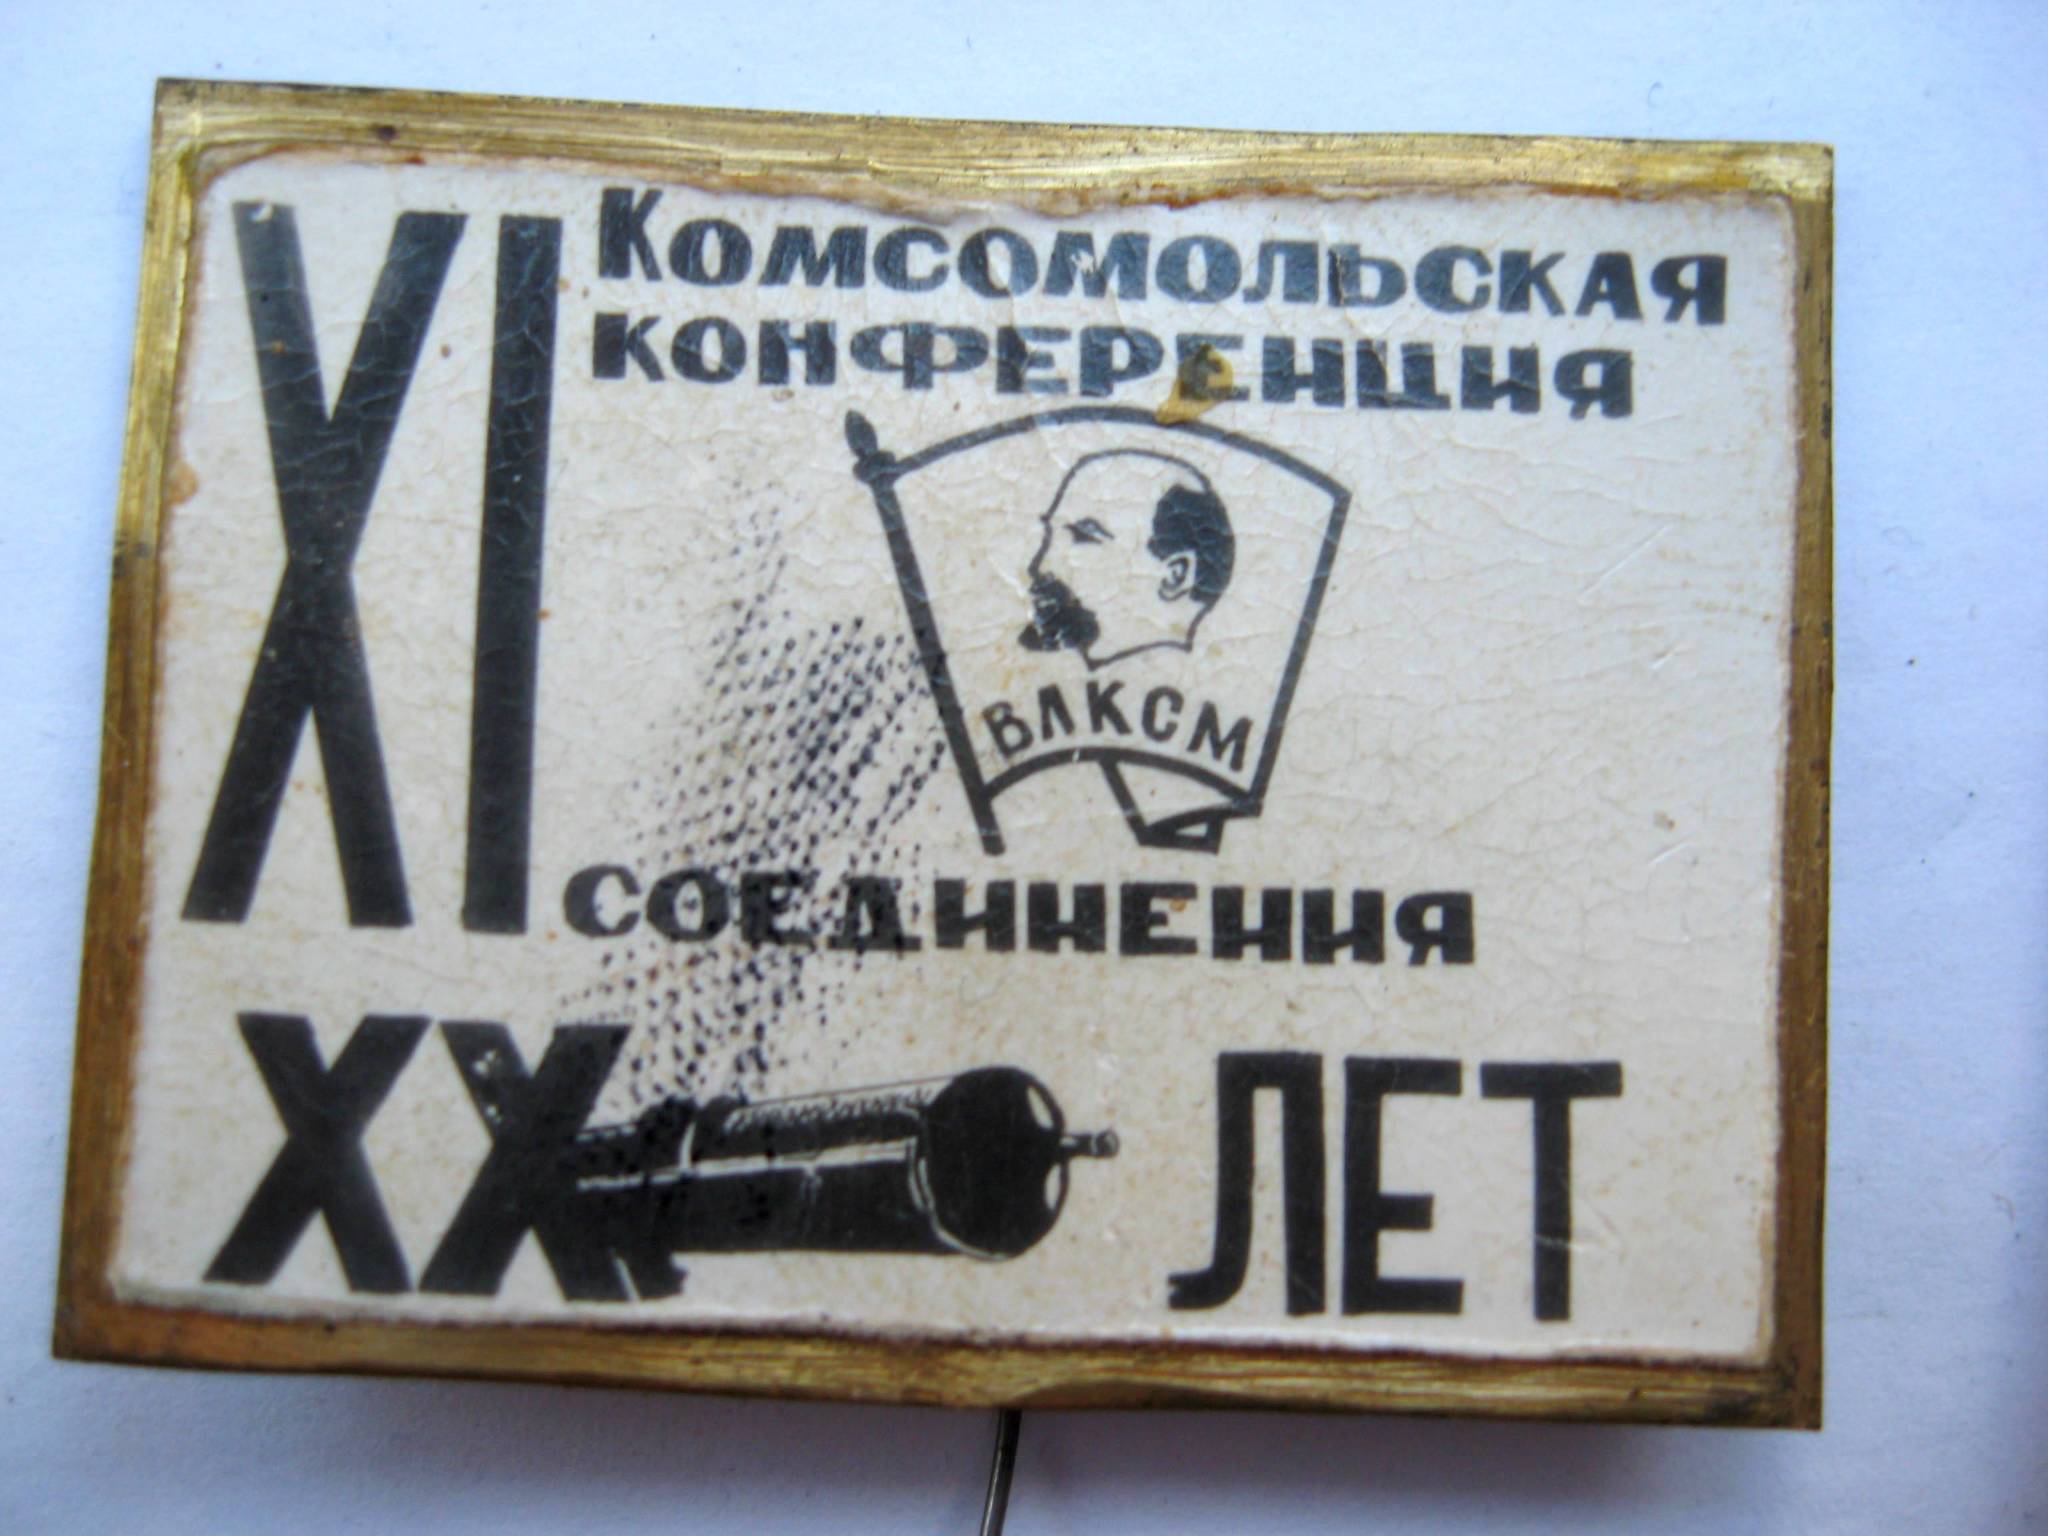 XI Комсомольская
конференция
ВЛКСМ
соединения
XX ЛЕТ